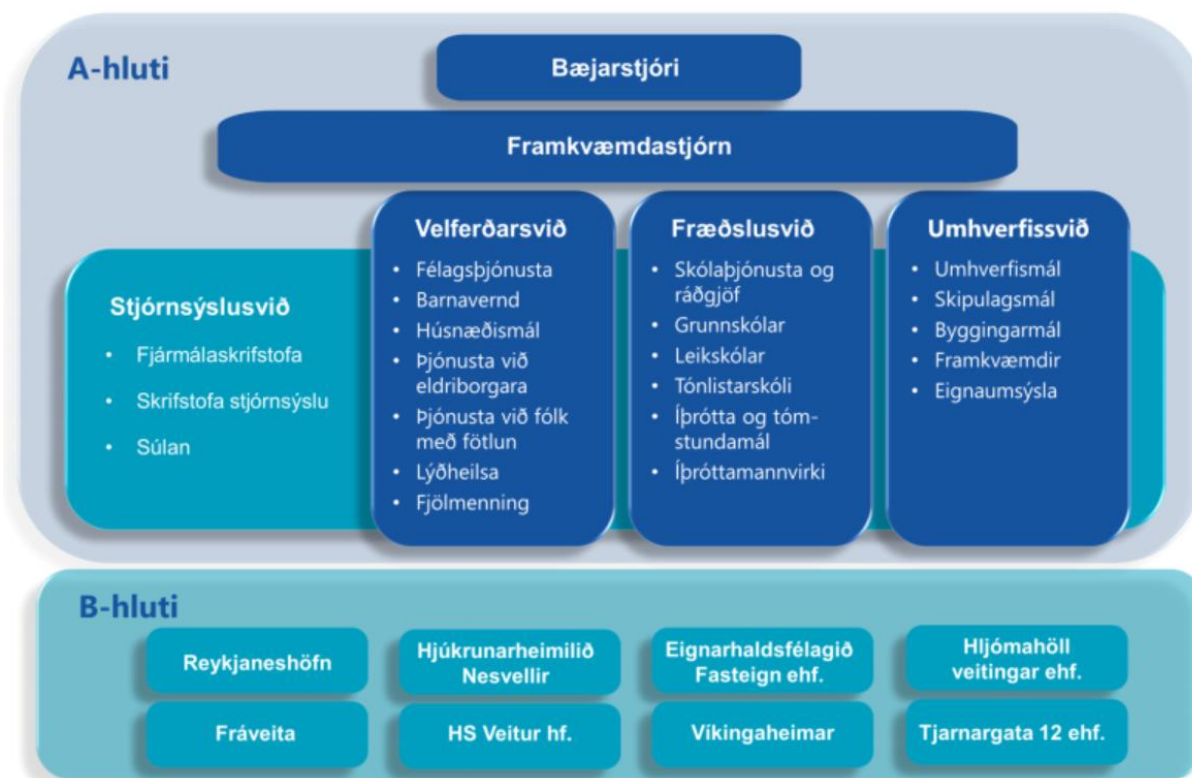 A-hluti
Bæjarstjóri
Framkvæmdastjórn
Stjórnsýslusvið
• Fjármálaskrifstofa
• Skrifstofa stjórnsýslu
• Súlan
Velferðarsvið
• Félagsþjónusta
• Barnavernd
• Húsnæðismál
• Þjónusta við
eldriborgara
• Þjónusta við fólk
með fötlun
• Lýðheilsa
• Fjölmenning
Fræðslusvið
• Skólaþjónusta og
ráðgjöf
• Grunnskólar
• Leikskólar
• Tónlistarskóli
• Íþrótta og tóm-
stundamál
• Íþróttamannvirki
Umhverfissvið
• Umhverfismál
• Skipulagsmál
• Byggingarmál
• Framkvæmdir
• Eignaumsýsla
B-hluti
Reykjaneshöfn
Hjúkrunarheimilið
Nesvellir
Eignarhaldsfélagið
Fasteign ehf.
Hljómahöll
veitingar ehf.
Fráveita
HS Veitur hf.
Víkingaheimar
Tjarnargata 12 ehf.